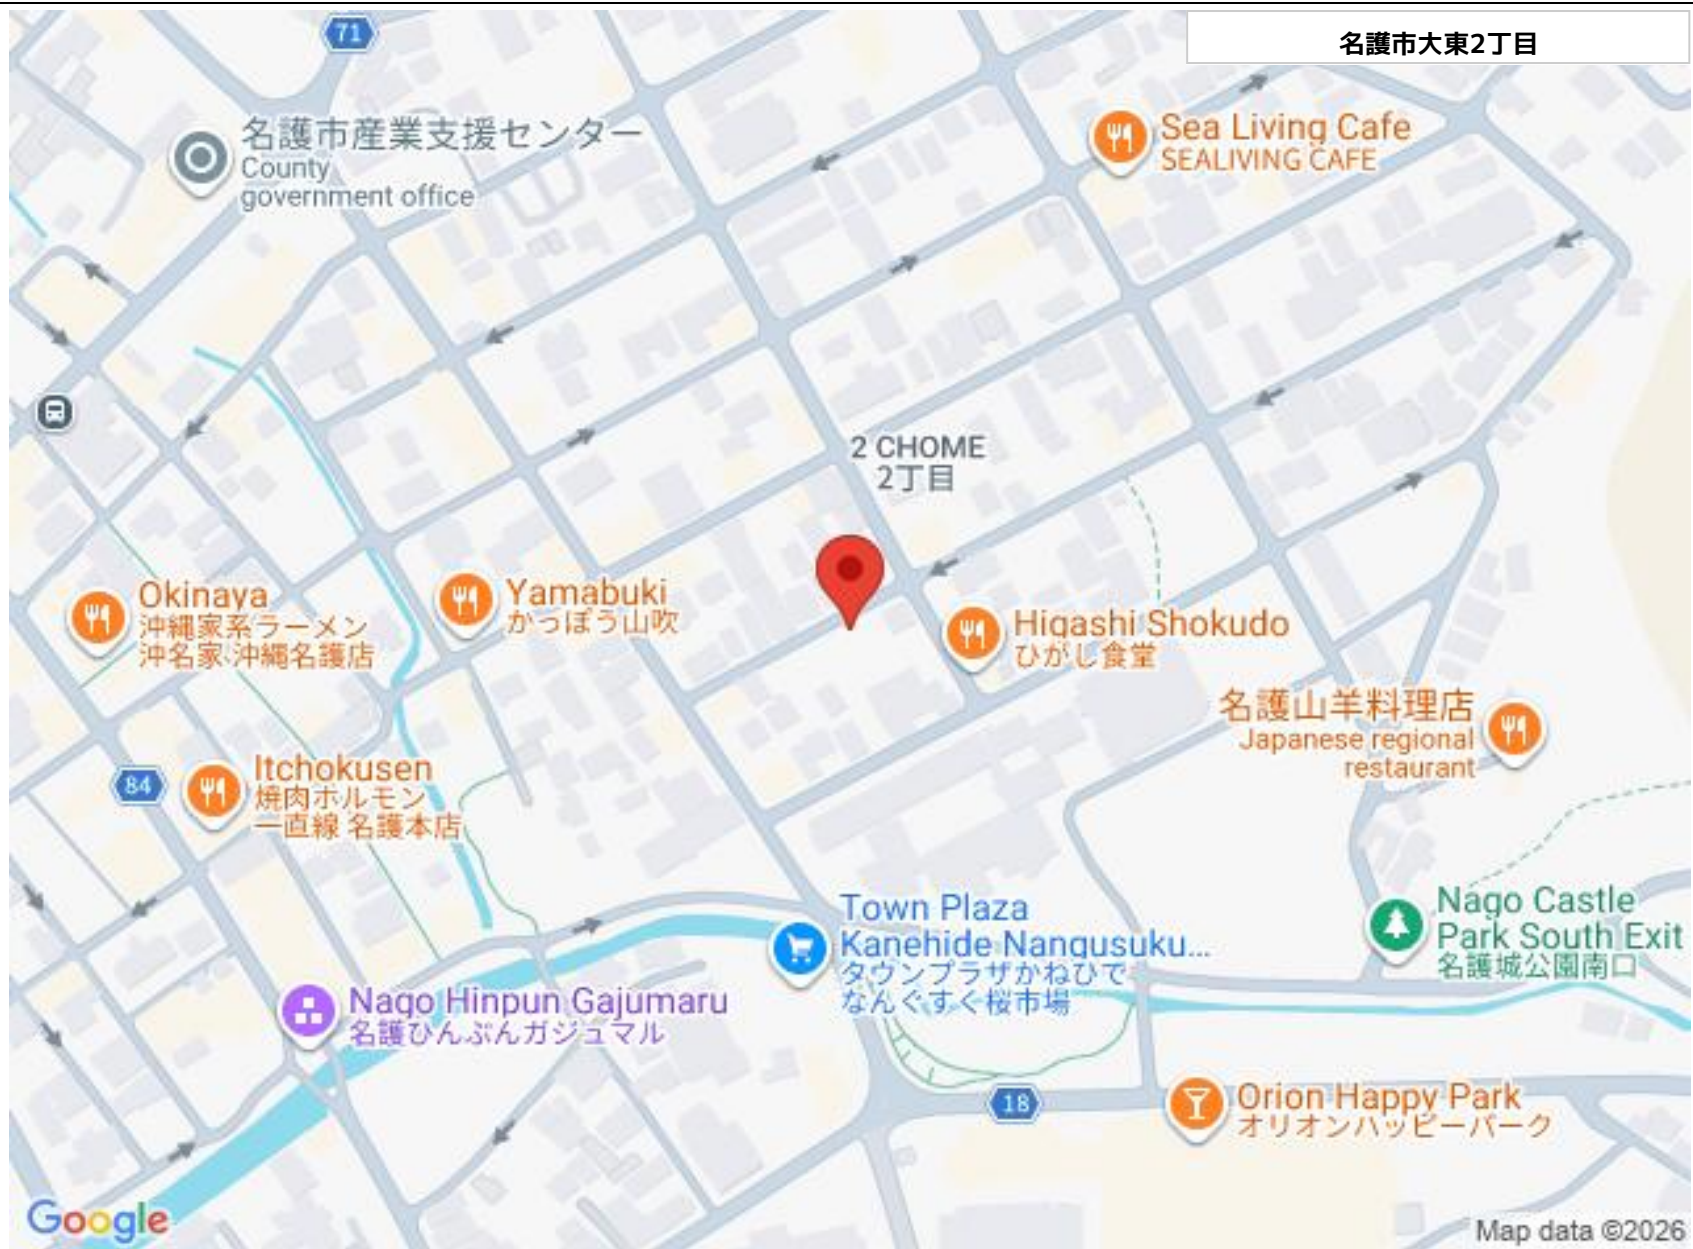 71
名護市大東2丁目
名護市産業支援センター
County
government office
Sea Living Cafe
SEALIVING CAFE
2 CHOME
2丁目
Okinaya
沖縄家系ラーメン
沖名家 沖縄名護店
Yamabuki
かっぽう山吹
Higashi Shokudo
ひがし食堂
名護山羊料理店
Japanese regional
restaurant
84
Itchokusen
焼肉ホルモン
一直線 名護本店
Town Plaza
Kanehide Nangusuku...
タウンプラザかねひで
なんぐすく桜市場
Nago Castle
Park South Exit
名護城公園南口
Nago Hinpun Gajumaru
名護ひんぷんガジュマル
18
Orion Happy Park
オリオンハッピーパーク
Google
Map data ©2026